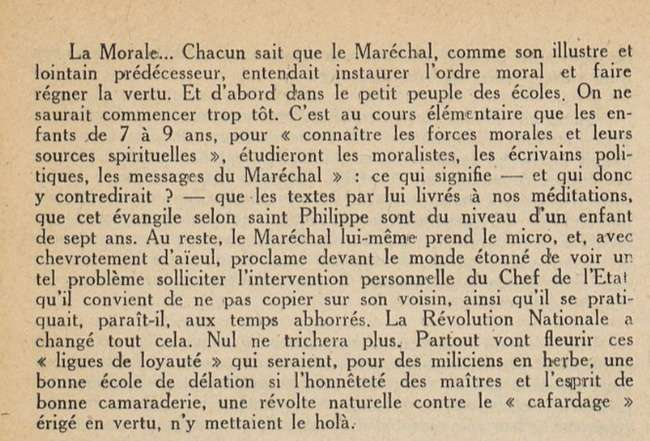 La Morale... Chacun sait que le Maréchal, comme son illustre et
lointain prédécesseur, entendait instaurer l'ordre moral et faire
régner la vertu. Et d'abord dans le petit peuple des écoles. On ne
saurait commencer trop tôt. C'est au cours élémentaire que les en-
fants de 7 à 9 ans, pour « connaître les forces morales et leurs
sources spirituelles », étudieront les moralistes, les écrivains poli-
tiques, les messages du Maréchal » : ce qui signifie — et qui donc
y contredirait ? — que les textes par lui livrés à nos méditations,
que cet évangile selon saint Philippe sont du niveau d'un enfant
de sept ans. Au reste, le Maréchal lui-même prend le micro, et, avec
chevrotement d'aïeul, proclame devant le monde étonné de voir un
tel problème solliciter l'intervention personnelle du Chef de l'Etat
qu'il convient de ne pas copier sur son voisin, ainsi qu'il se prati-
quait, paraît-il, aux temps abhorrés. La Révolution Nationale a
changé tout cela. Nul ne trichera plus. Partout vont fleurir ces
« ligues de loyauté » qui seraient, pour des miliciens en herbe, une
bonne école de délation si l'honnêteté des maîtres et l'esprit de
bonne camaraderie, une révolte naturelle contre le « cafardage »
érigé en vertu, n'y mettaient le holà.